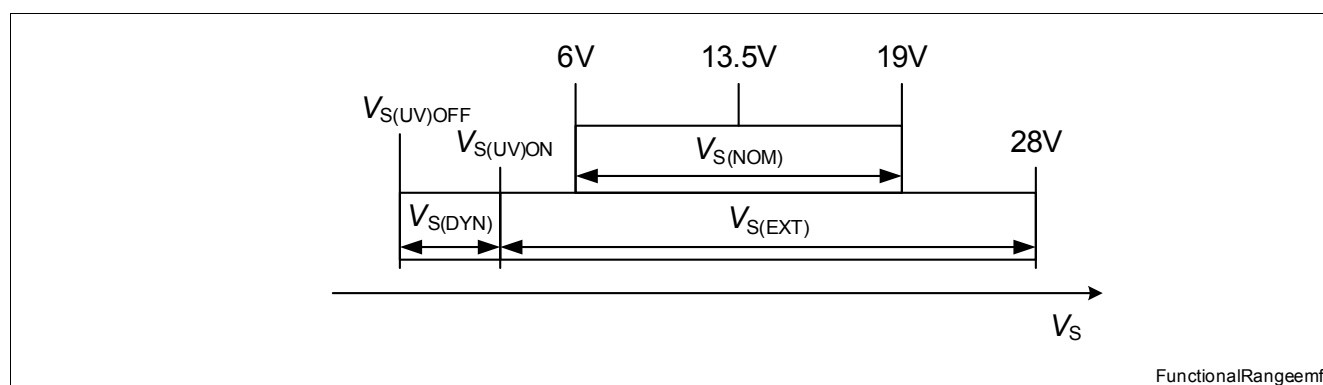 6V 13.5V 19V
VS(UV)OFF
VS(UV)ON
VS(NOM)
28V
VS(DYN)
VS(EXT)
VS
FunctionalRangeemf